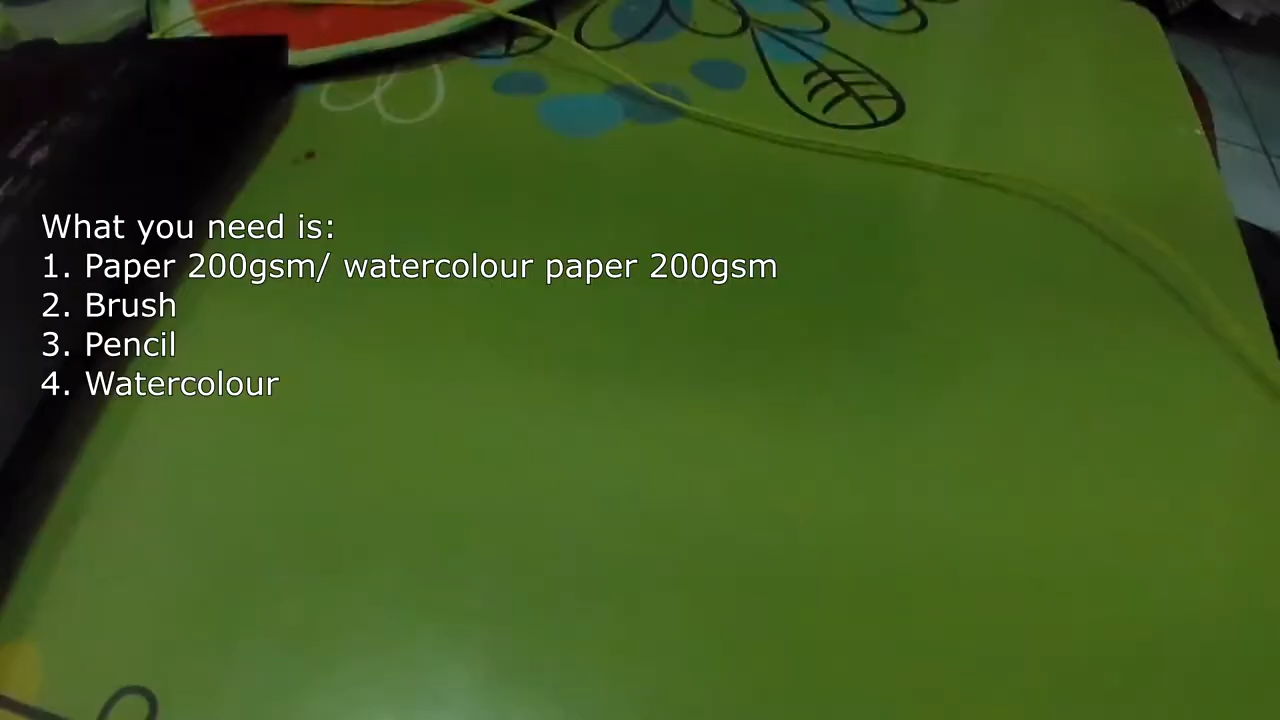 What you need is:
1. Paper 200gsm/ watercolour paper 200gsm
2. Brush
3. Pencil
4. Watercolour